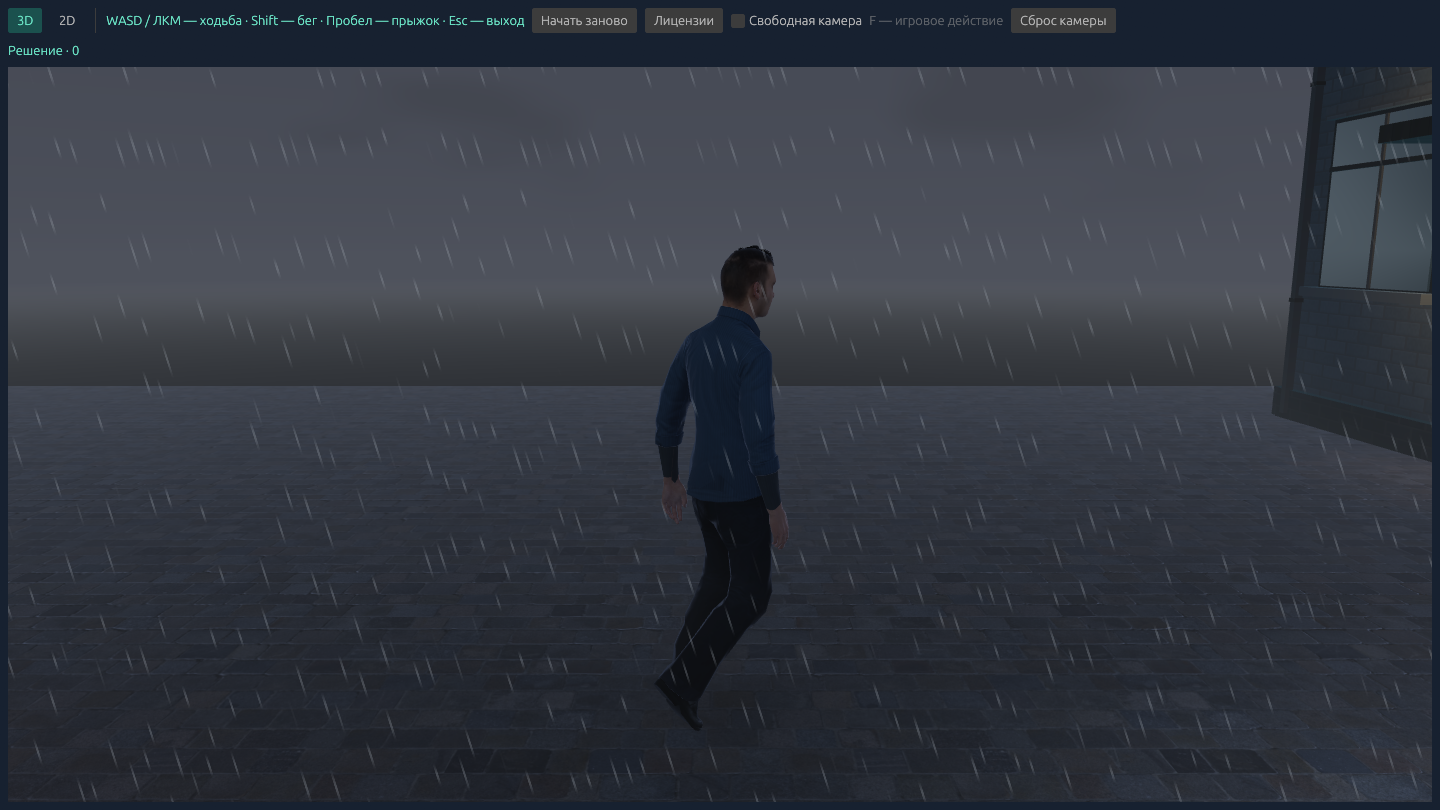 3D 2D WASD / ЛКМ — ходьба · Shift — бег · Пробел — прыжок · Esc — выход Начать заново Лицензии Свободная камера F — игровое действие Сброс камеры
Решение · 0